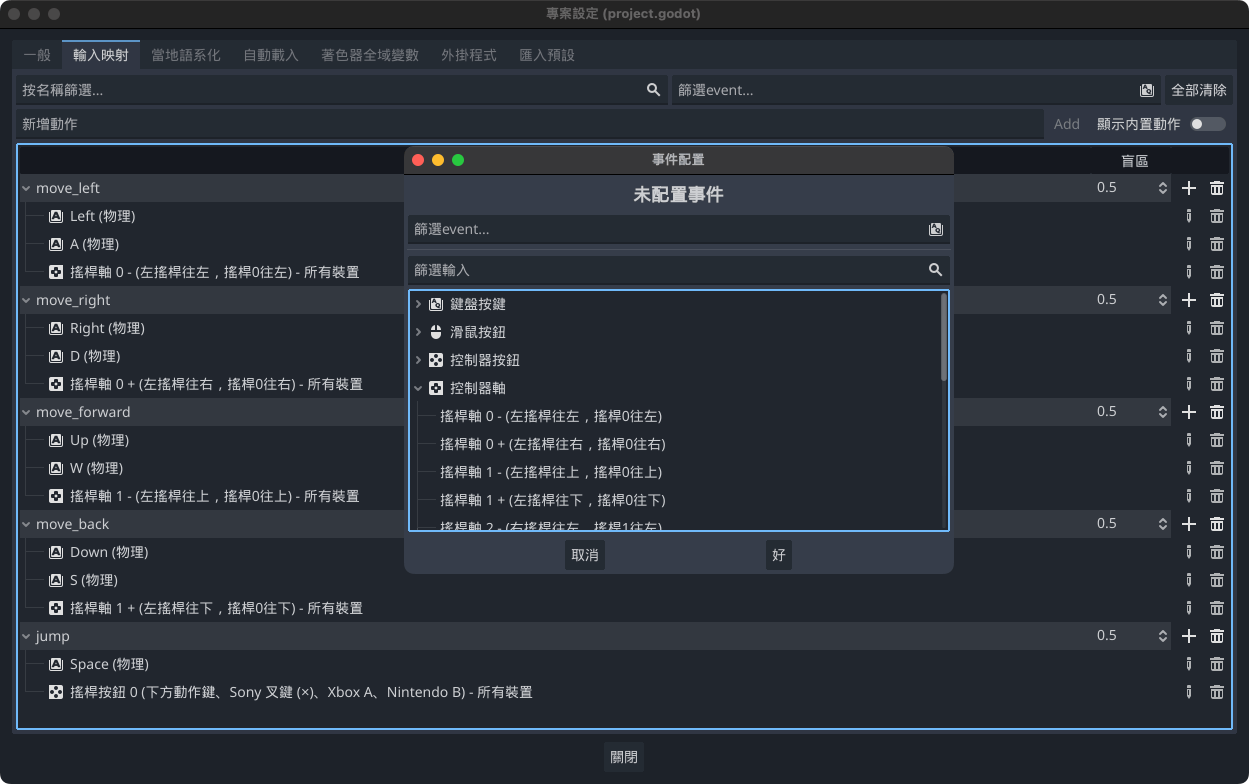 專案設定 (project.godot)
一般 輸入映射 當地語系化 自動載入 著色器全域變數 外掛程式 匯入預設
按名稱篩選... 篩選event... 全部清除
新增動作 Add 顯示內置動作
盲區
move_left 0.5
Left (物理)
A (物理)
搖桿軸 0 - (左搖桿往左，搖桿0往左) - 所有裝置
move_right 0.5
Right (物理)
D (物理)
搖桿軸 0 + (左搖桿往右，搖桿0往右) - 所有裝置
move_forward 0.5
Up (物理)
W (物理)
搖桿軸 1 - (左搖桿往上，搖桿0往上) - 所有裝置
move_back 0.5
Down (物理)
S (物理)
搖桿軸 1 + (左搖桿往下，搖桿0往下) - 所有裝置
jump 0.5
Space (物理)
搖桿按鈕 0 (下方動作鍵、Sony 叉鍵 (×)、Xbox A、Nintendo B) - 所有裝置
事件配置
未配置事件
篩選event...
篩選輸入
鍵盤按鍵
滑鼠按鈕
控制器按鈕
控制器軸
搖桿軸 0 - (左搖桿往左，搖桿0往左)
搖桿軸 0 + (左搖桿往右，搖桿0往右)
搖桿軸 1 - (左搖桿往上，搖桿0往上)
搖桿軸 1 + (左搖桿往下，搖桿0往下)
搖桿軸 2 - (右搖桿往左，搖桿1往左)
取消 好
關閉